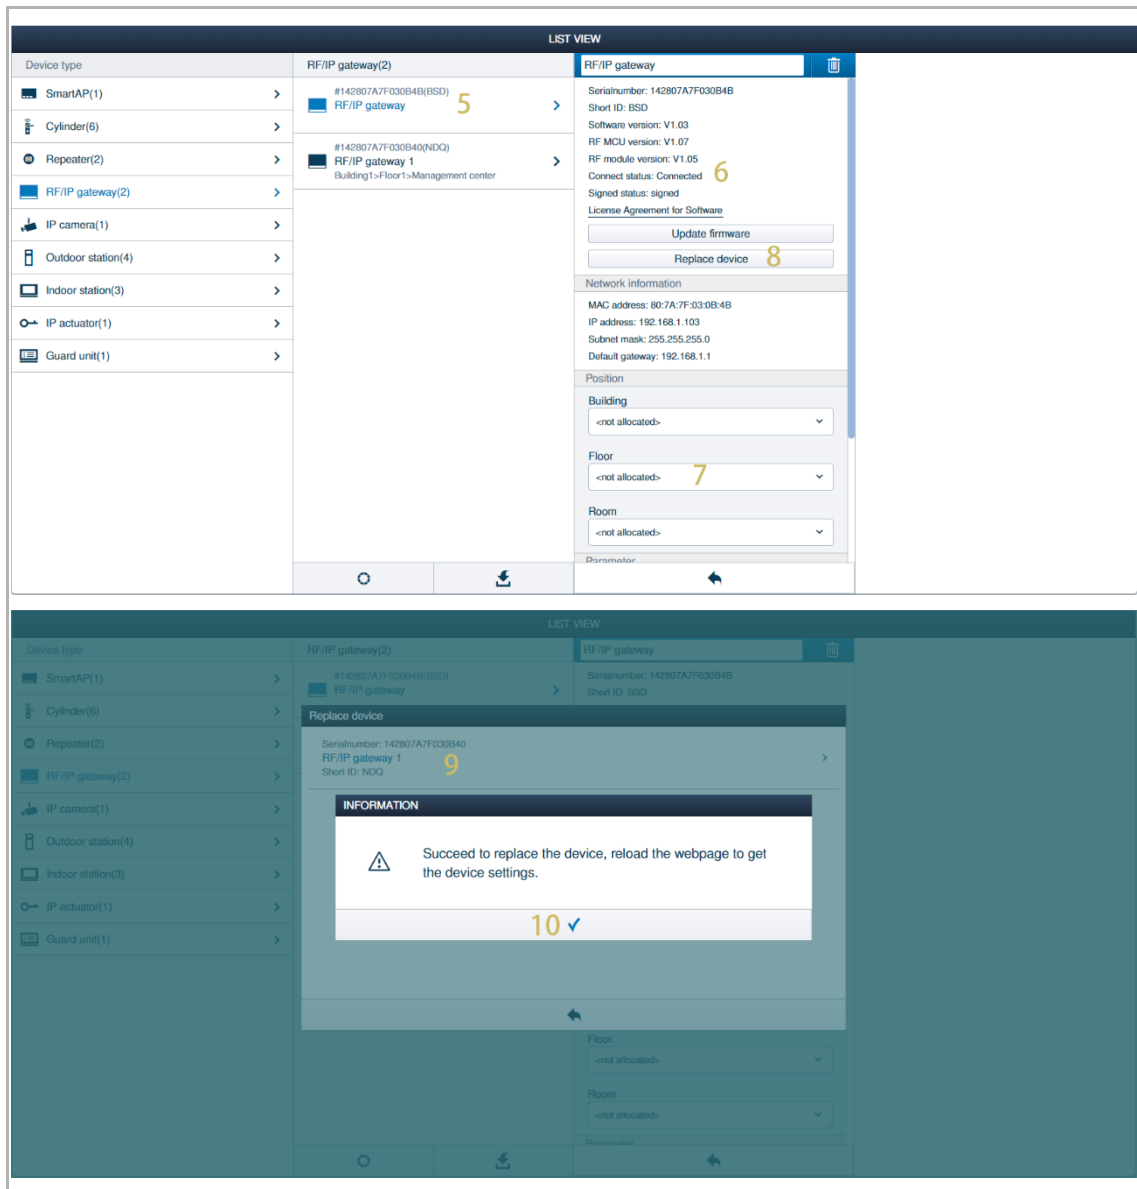 LIST VIEW
Device type
SmartAP(1)
Cylinder(6)
Repeater(2)
RF/IP gateway(2)
IP camera(1)
Outdoor station(4)
Indoor station(3)
IP actuator(1)
Guard unit(1)
RF/IP gateway(2)
#142807A7F030B4B(BSD)
RF/IP gateway
5
#142807A7F030B40(NDQ)
RF/IP gateway 1
Building1>Floor1>Management center
RF/IP gateway
Serialnumber: 142807A7F030B4B
Short ID: BSD
Software version: V1.03
RF MCU version: V1.07
RF module version: V1.05
Connect status: Connected
6
Signed status: signed
License Agreement for Software
Update firmware
Replace device
8
Network information
MAC address: 80:7A:7F:03:0B:4B
IP address: 192.168.1.103
Subnet mask: 255.255.255.0
Default gateway: 192.168.1.1
Position
Building
<not allocated>
Floor
<not allocated>
7
Room
<not allocated>
Parameter
LIST VIEW
Device type
SmartAP(1)
Cylinder(6)
Repeater(2)
RF/IP gateway(2)
IP camera(1)
Outdoor station(4)
Indoor station(3)
IP actuator(1)
Guard unit(1)
RF/IP gateway(2)
#142807A7F030B4B(BSD)
RF/IP gateway
RF/IP gateway
Serialnumber: 142807A7F030B4B
Short ID: BSD
Replace device
Serialnumber: 142807A7F030B40
RF/IP gateway 1
Short ID: NDQ
9
INFORMATION
Succeed to replace the device, reload the webpage to get
the device settings.
10
Floor
<not allocated>
Room
<not allocated>
Parameter